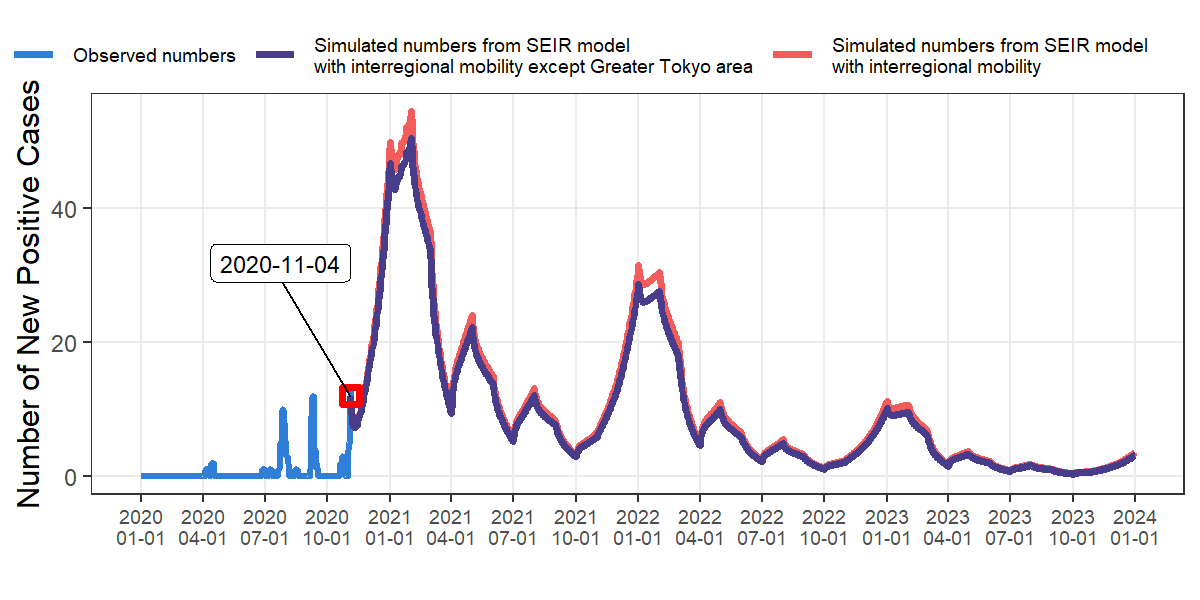 Observed numbers
Simulated numbers from SEIR model
with interregional mobility except Greater Tokyo area
Simulated numbers from SEIR model
with interregional mobility
Number of New Positive Cases
40
20
0
2020-11-04
2020 2020 2020 2020 2021 2021 2021 2021 2022 2022 2022 2022 2023 2023 2023 2023 2024
01-01 04-01 07-01 10-01 01-01 04-01 07-01 10-01 01-01 04-01 07-01 10-01 01-01 04-01 07-01 10-01 01-01